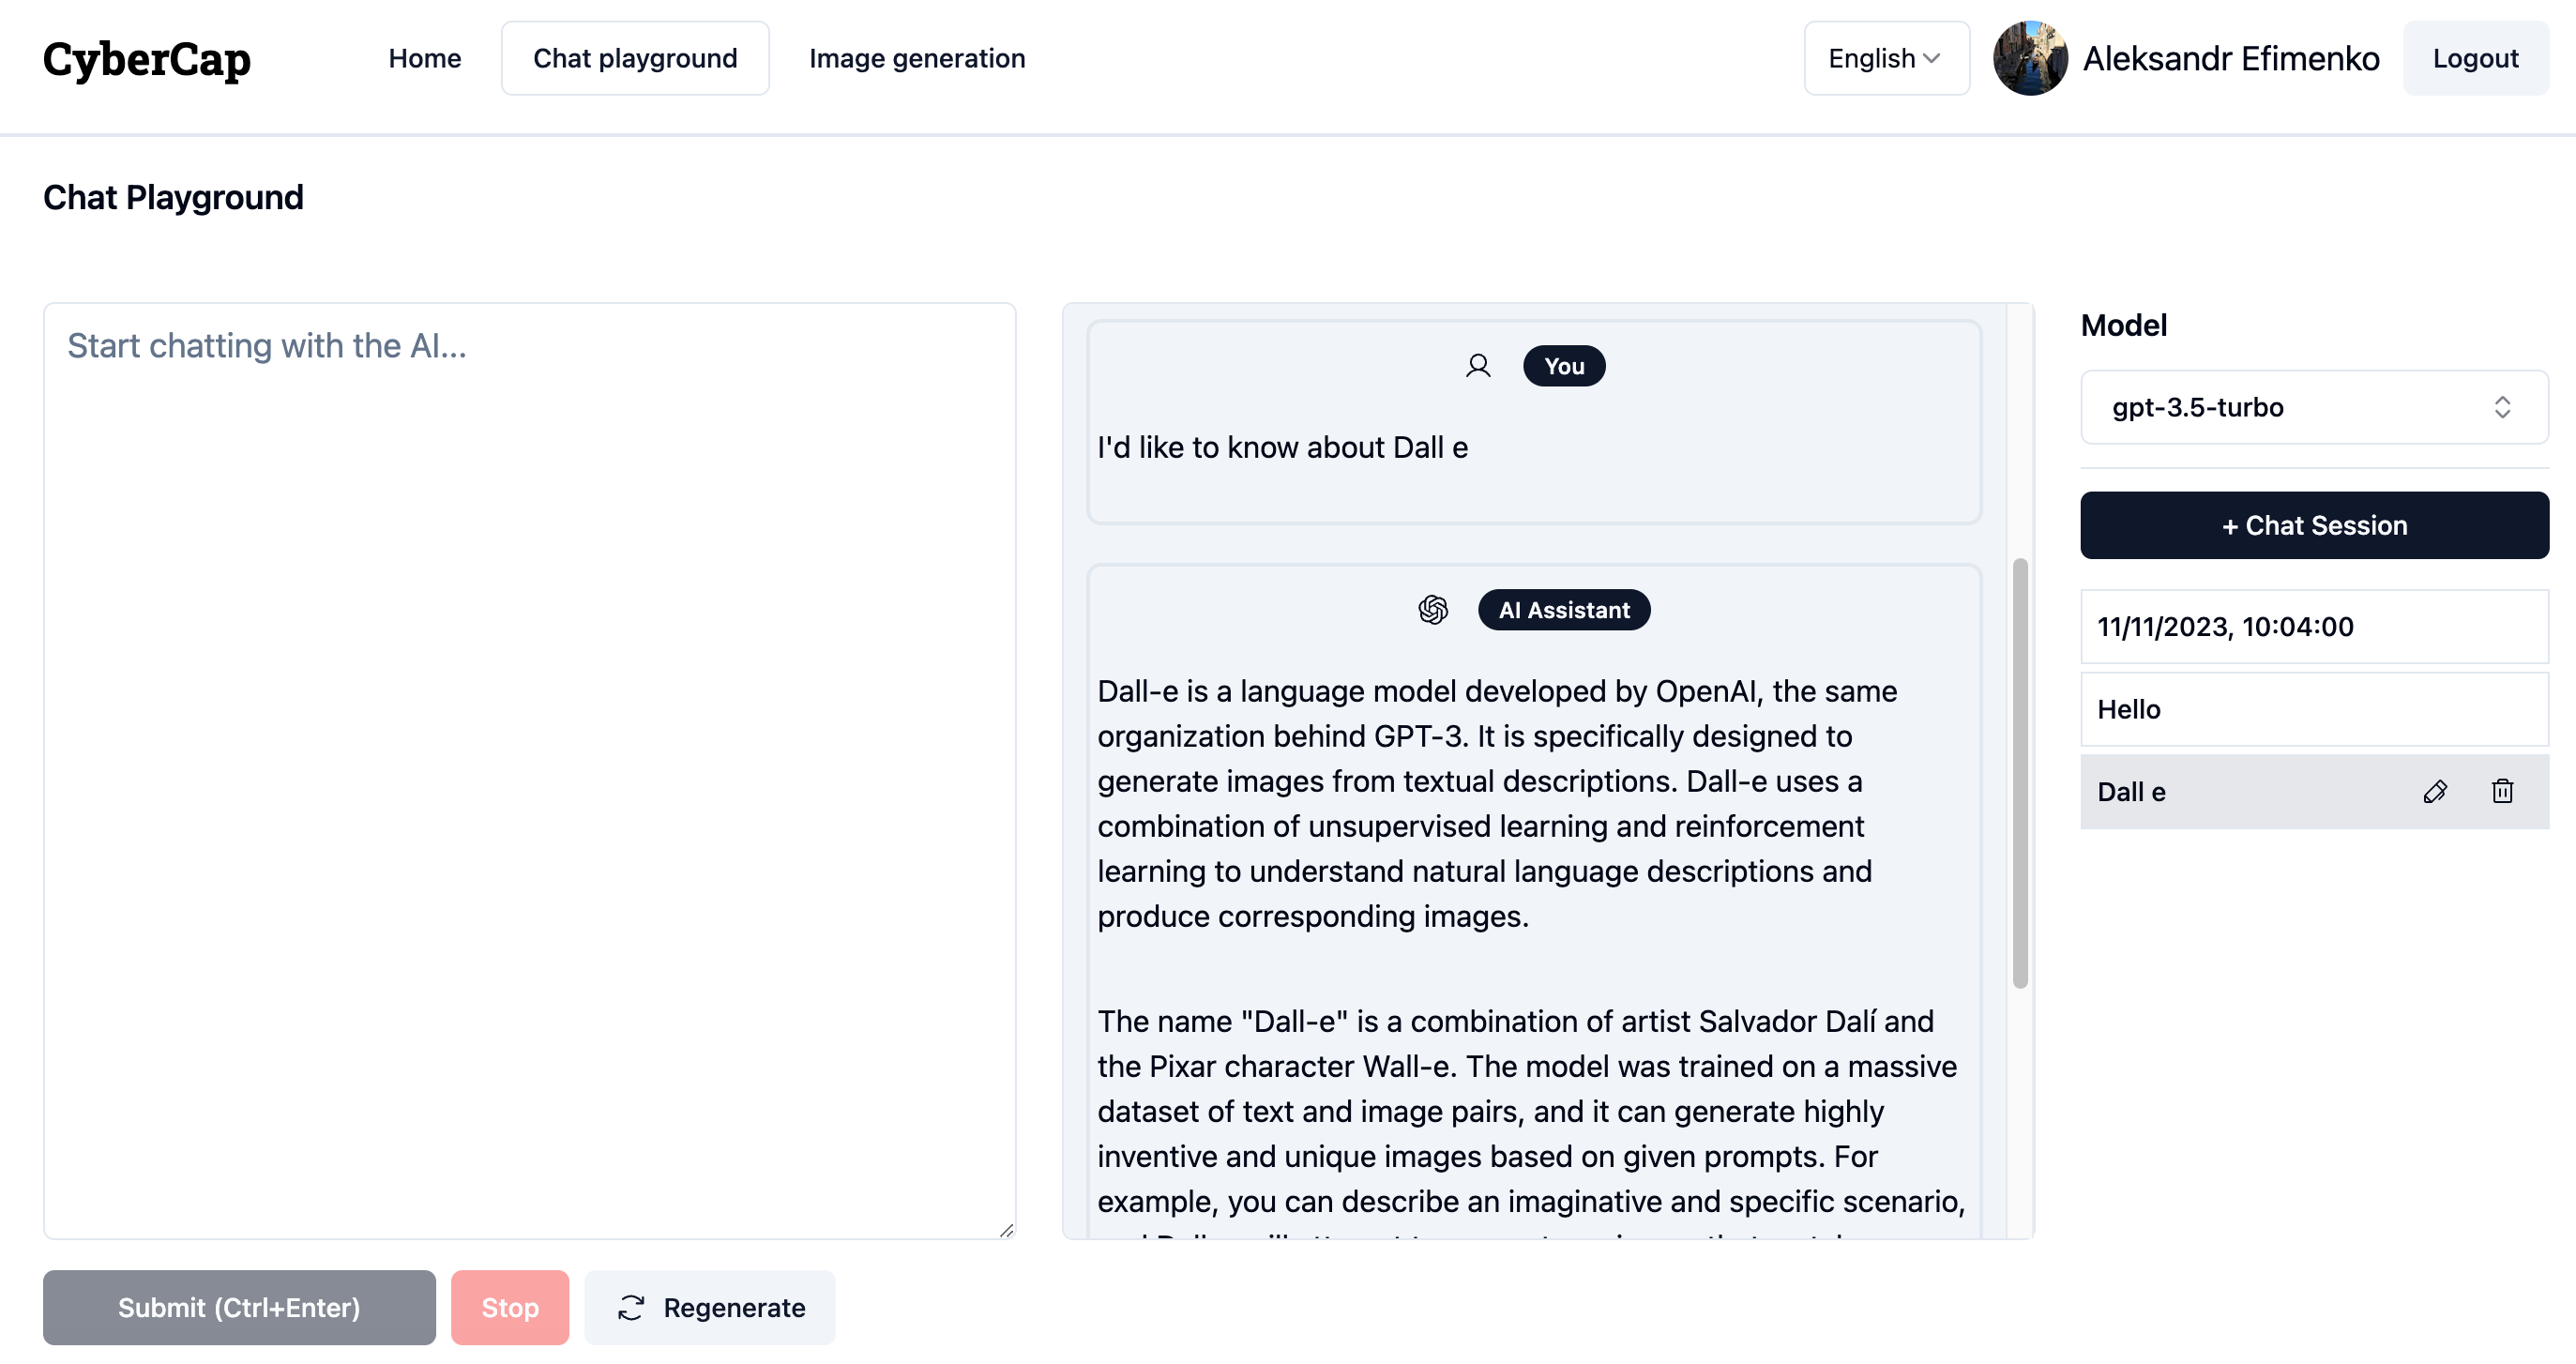 CyberCap
Home
Chat playground
Image generation
English
Aleksandr Efimenko
Logout
Chat Playground
Start chatting with the AI...
You
I'd like to know about Dall e
AI Assistant
Dall-e is a language model developed by OpenAI, the same
organization behind GPT-3. It is specifically designed to
generate images from textual descriptions. Dall-e uses a
combination of unsupervised learning and reinforcement
learning to understand natural language descriptions and
produce corresponding images.
The name "Dall-e" is a combination of artist Salvador Dalí and
the Pixar character Wall-e. The model was trained on a massive
dataset of text and image pairs, and it can generate highly
inventive and unique images based on given prompts. For
example, you can describe an imaginative and specific scenario,
Model
gpt-3.5-turbo
+ Chat Session
11/11/2023, 10:04:00
Hello
Dall e
Submit (Ctrl+Enter)
Stop
Regenerate